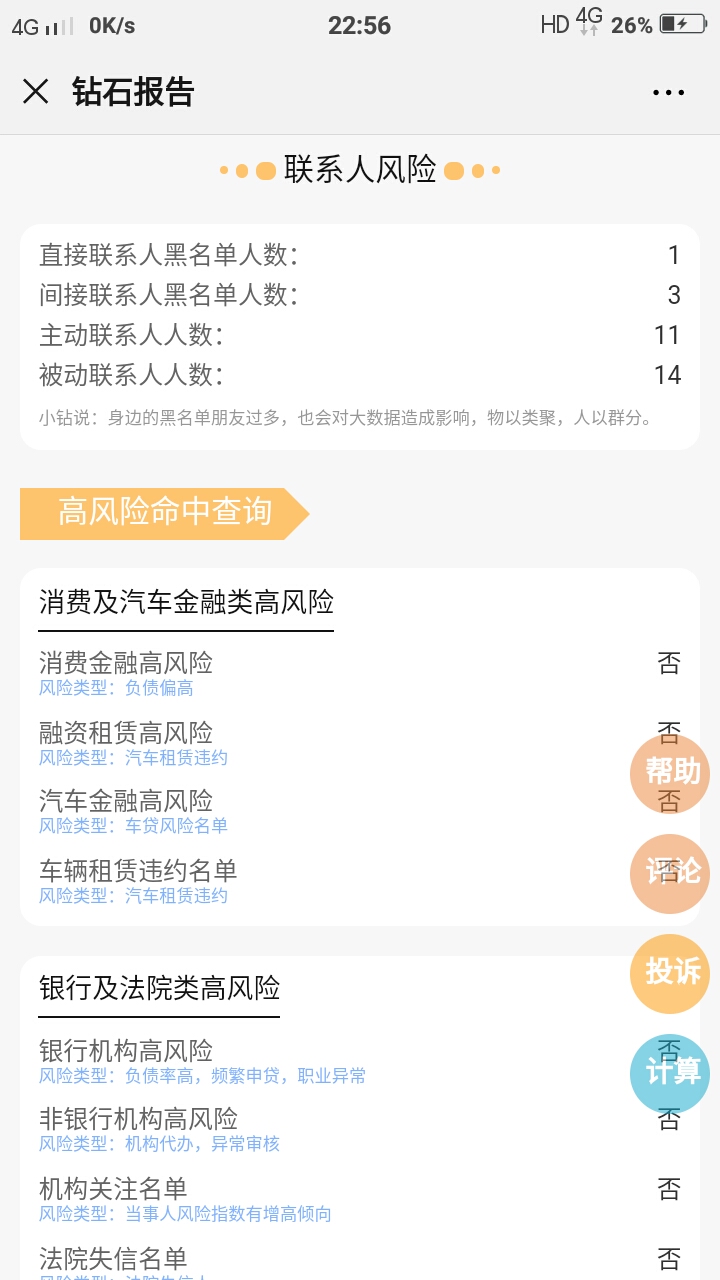 4G 0K/s 22:56 HD 4G 26%
钻石报告
联系人风险
直接联系人黑名单人数： 1
间接联系人黑名单人数： 3
主动联系人人数： 11
被动联系人人数： 14
小钻说：身边的黑名单朋友过多，也会对大数据造成影响，物以类聚，人以群分。
高风险命中查询
消费及汽车金融类高风险
消费金融高风险 否
风险类型：负债偏高
融资租赁高风险 否
风险类型：汽车租赁违约
帮助
汽车金融高风险 否
风险类型：车贷风险名单
车辆租赁违约名单 否
评论
风险类型：汽车租赁违约
投诉
银行及法院类高风险
银行机构高风险 否
计算
风险类型：负债率高，频繁申贷，职业异常
非银行机构高风险 否
风险类型：机构代办，异常审核
机构关注名单 否
风险类型：当事人风险指数有增高倾向
法院失信名单 否
风险类型：法院失信人